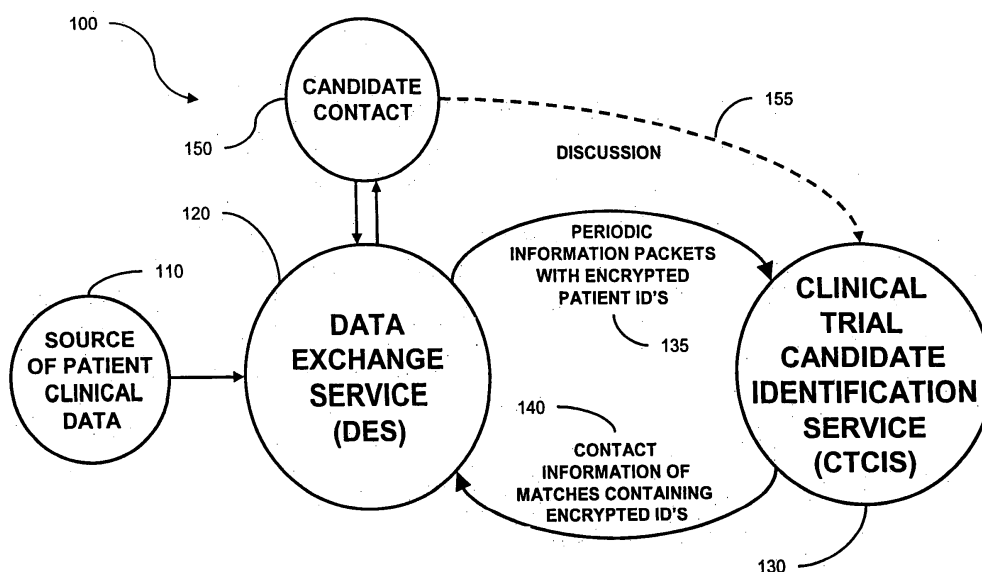 100
CANDIDATE
CONTACT
150
155
DISCUSSION
120
PERIODIC
INFORMATION PACKETS
WITH ENCRYPTED
PATIENT ID'S
135
110
SOURCE
OF PATIENT
CLINICAL
DATA
DATA
EXCHANGE
SERVICE
(DES)
CLINICAL
TRIAL
CANDIDATE
IDENTIFICATION
SERVICE
(CTCIS)
140
CONTACT
INFORMATION OF
MATCHES CONTAINING
ENCRYPTED ID'S
130